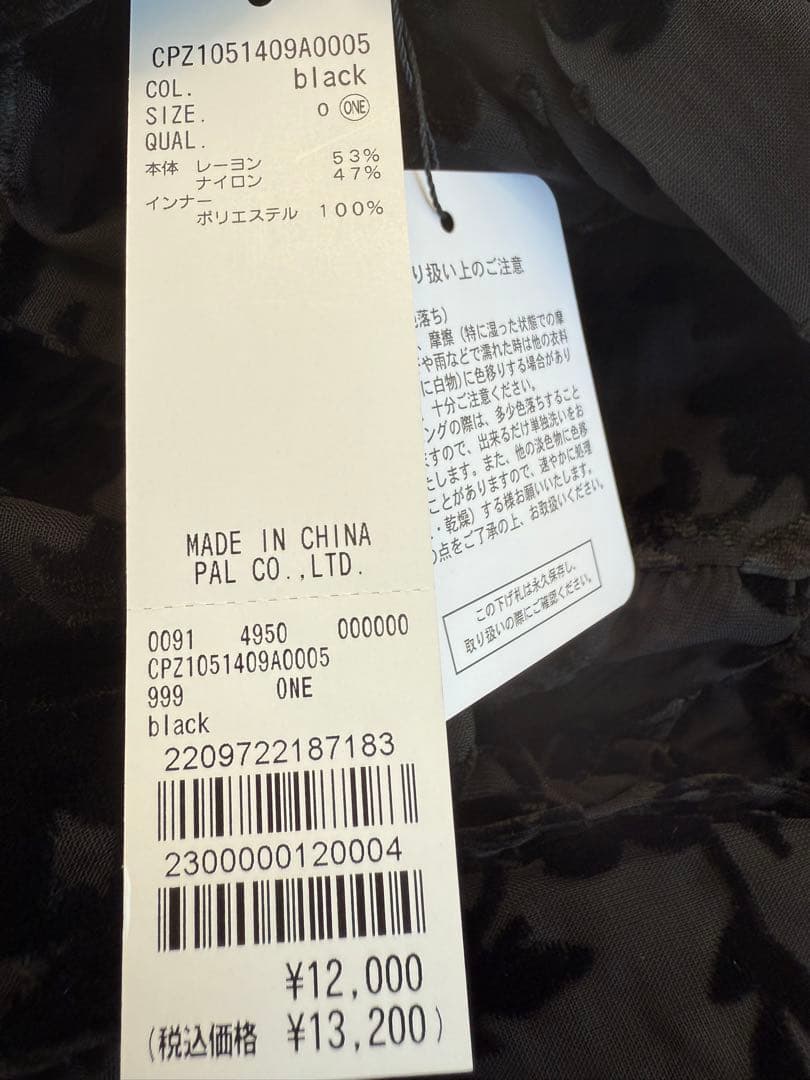 CPZ1051409A0005
COL. black
SIZE. 0 ONE
QUAL.
本体 レーヨン 53%
ナイロン 47%
インナー
ポリエステル 100%
MADE IN CHINA
PAL CO.,LTD.
0091 4950 000000
CPZ1051409A0005
999 ONE
black
2209722187183
2300000120004
¥12,000
(税込価格 ¥13,200)
り扱い上のご注意
落ち)
、摩擦(特に湿った状態での摩
や雨などで濡れた時は他の衣料
に白物)に色移りする場合があり
、十分ご注意ください。
ングの際は、多少色落ちすること
ますので、出来るだけ単独洗いをお
たします。また、他の淡色物に色移
ことがありますので、速やかに処理
・乾燥)する様お願いいたします。
の点をご了承の上、お取扱いください。
この下げ札は永久保存し、
取り扱いの際にご確認ください。